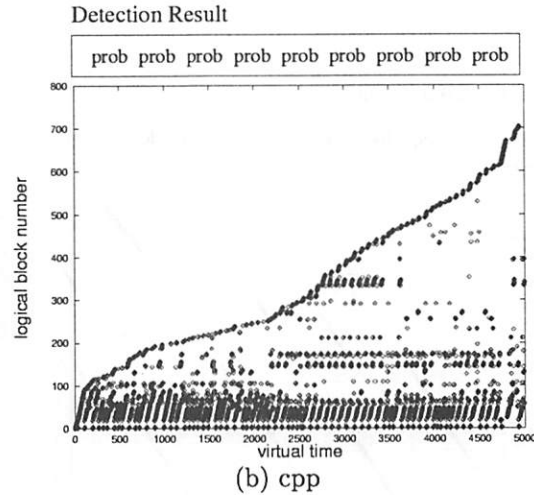 Detection Result
prob prob prob prob prob prob prob prob prob
800
700
600
500
400
300
200
100
0
logical block number
0 500 1000 1500 2000 2500 3000 3500 4000 4500 5000
virtual time
(b) cpp